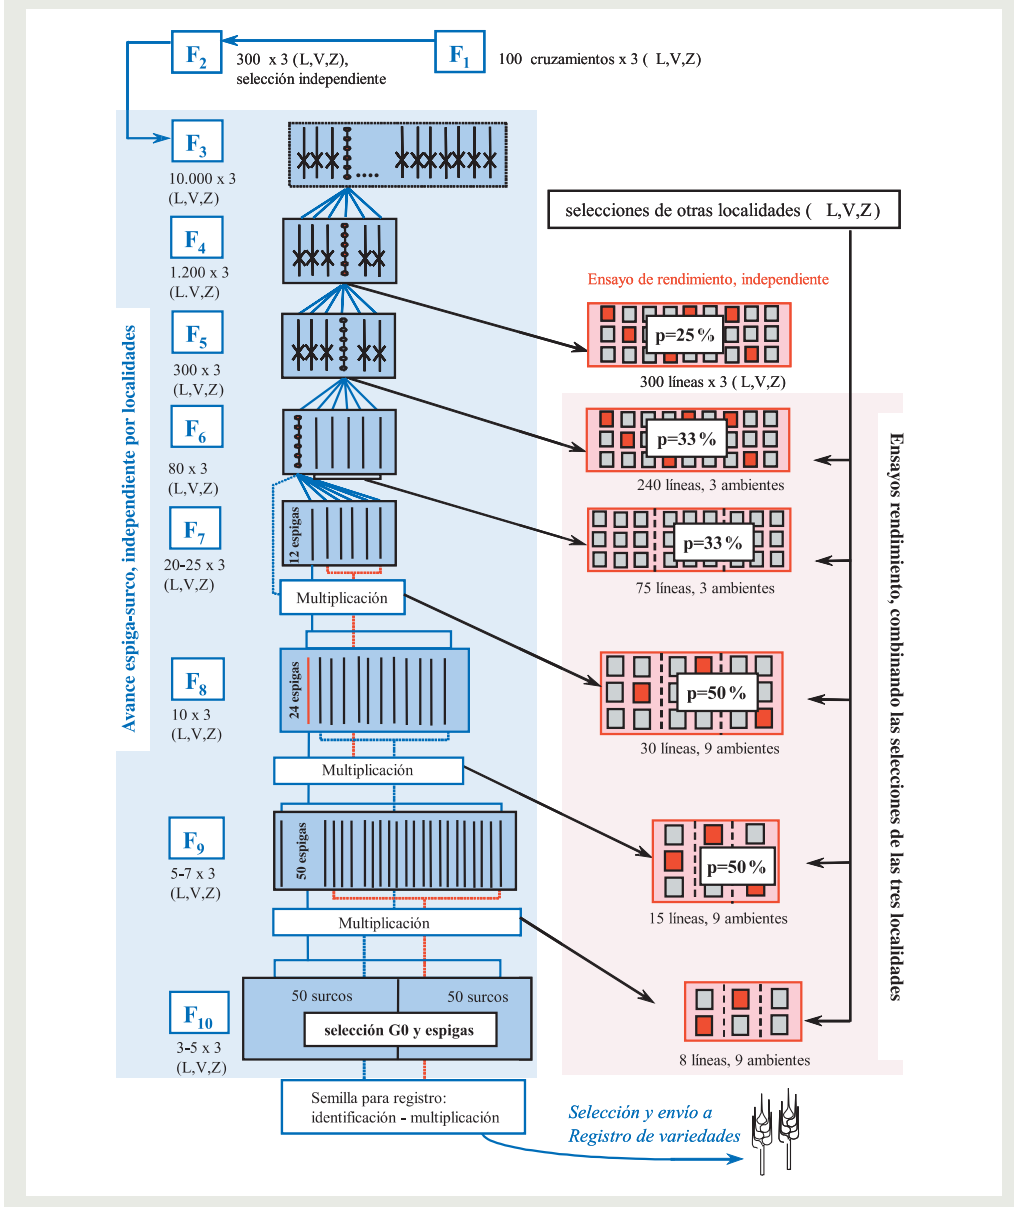 F2
300 x 3 (L,V,Z),
selección independiente
F1
100 cruzamientos x 3 ( L,V,Z)
F3
10.000 x 3
(L,V,Z)
....
F4
1.200 x 3
(L.V,Z)
F5
300 x 3
(L,V,Z)
F6
80 x 3
(L,V,Z)
F7
20-25 x 3
(L,V,Z)
12 espigas
Multiplicación
F8
10 x 3
(L,V,Z)
24 espigas
Multiplicación
F9
5-7 x 3
(L,V,Z)
50 espigas
Multiplicación
F10
3-5 x 3
(L,V,Z)
50 surcos
50 surcos
selección G0 y espigas
Semilla para registro:
identificación - multiplicación
Avance espiga-surco, independiente por localidades
selecciones de otras localidades ( L,V,Z)
Ensayo de rendimiento, independiente
p=25%
300 líneas x 3 ( L,V,Z)
p=33%
240 líneas, 3 ambientes
p=33%
75 líneas, 3 ambientes
p=50%
30 líneas, 9 ambientes
p=50%
15 líneas, 9 ambientes
8 líneas, 9 ambientes
Ensayos rendimiento, combinando las selecciones de las tres localidades
Selección y envío a
Registro de variedades